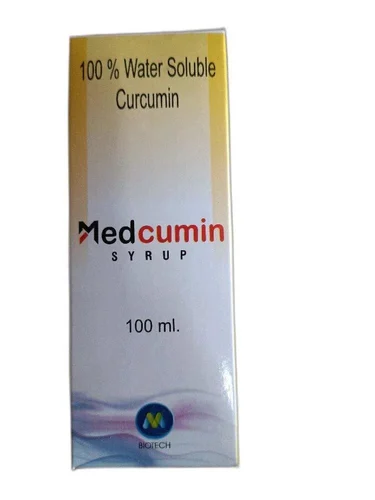 100 % Water Soluble
Curcumin
Medcumin
SYRUP
100 ml.
M
BIOTECH